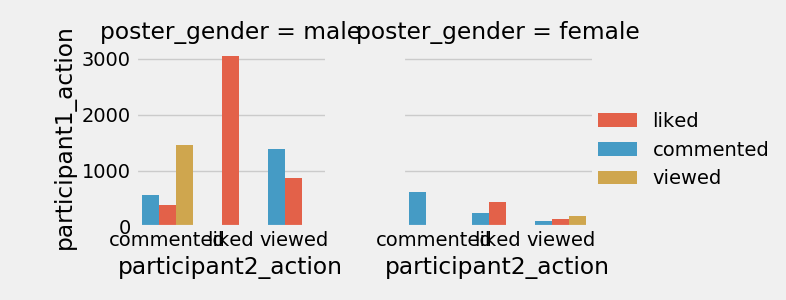 poster_gender = male
poster_gender = female
participant1_action
3000
2000
1000
0
commented
liked
viewed
participant2_action
commented
liked
viewed
participant2_action
liked
commented
viewed